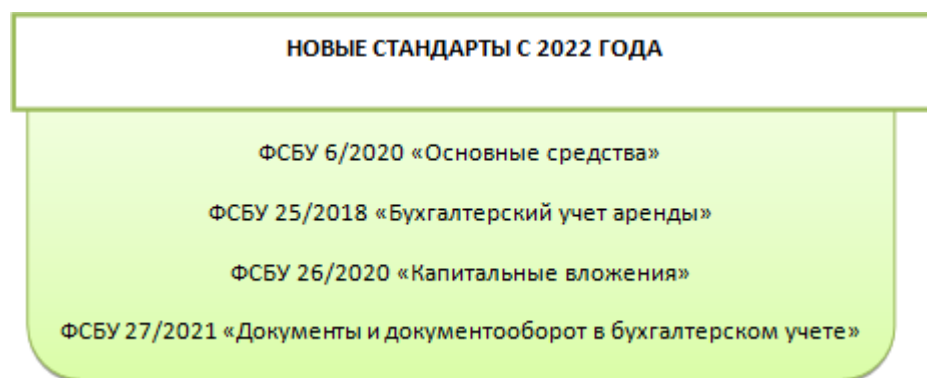 НОВЫЕ СТАНДАРТЫ С 2022 ГОДА
ФСБУ 6/2020 «Основные средства»
ФСБУ 25/2018 «Бухгалтерский учет аренды»
ФСБУ 26/2020 «Капитальные вложения»
ФСБУ 27/2021 «Документы и документооборот в бухгалтерском учете»